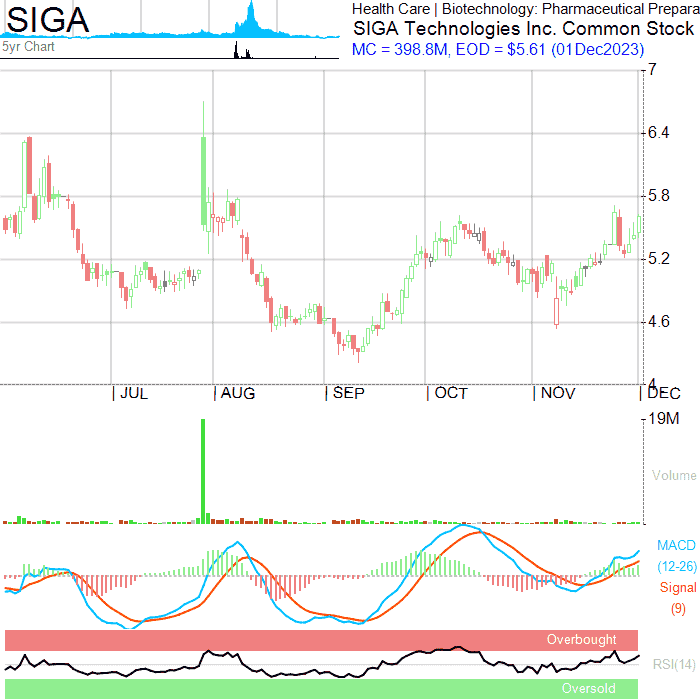 SIGA
5yr Chart
Health Care | Biotechnology: Pharmaceutical Prepara
SIGA Technologies Inc. Common Stock
MC = 398.8M, EOD = $5.61 (01Dec2023)
7
6.4
5.8
5.2
4.6
4
| JUL | AUG | SEP | OCT | NOV | DEC
19M
Volume
MACD
(12-26)
Signal
(9)
Overbought
RSI(14)
Oversold